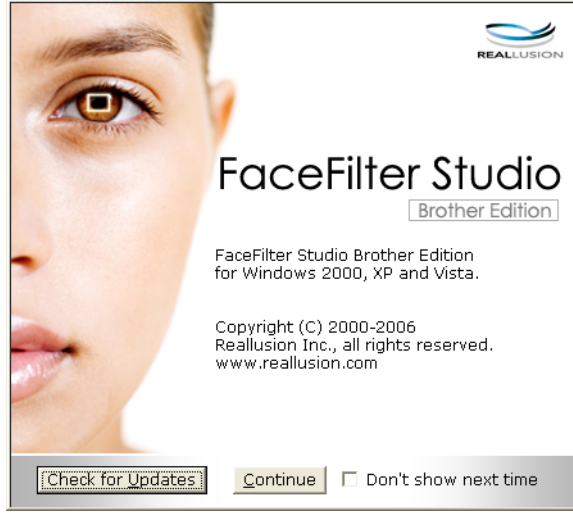 REALLUSION
FaceFilter Studio
Brother Edition
FaceFilter Studio Brother Edition
for Windows 2000, XP and Vista.
Copyright (C) 2000-2006
Reallusion Inc., all rights reserved.
www.reallusion.com
Check for Updates
Continue
Don't show next time